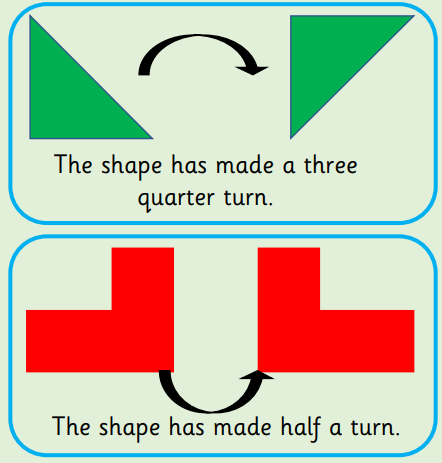 The shape has made a three
quarter turn.
The shape has made half a turn.